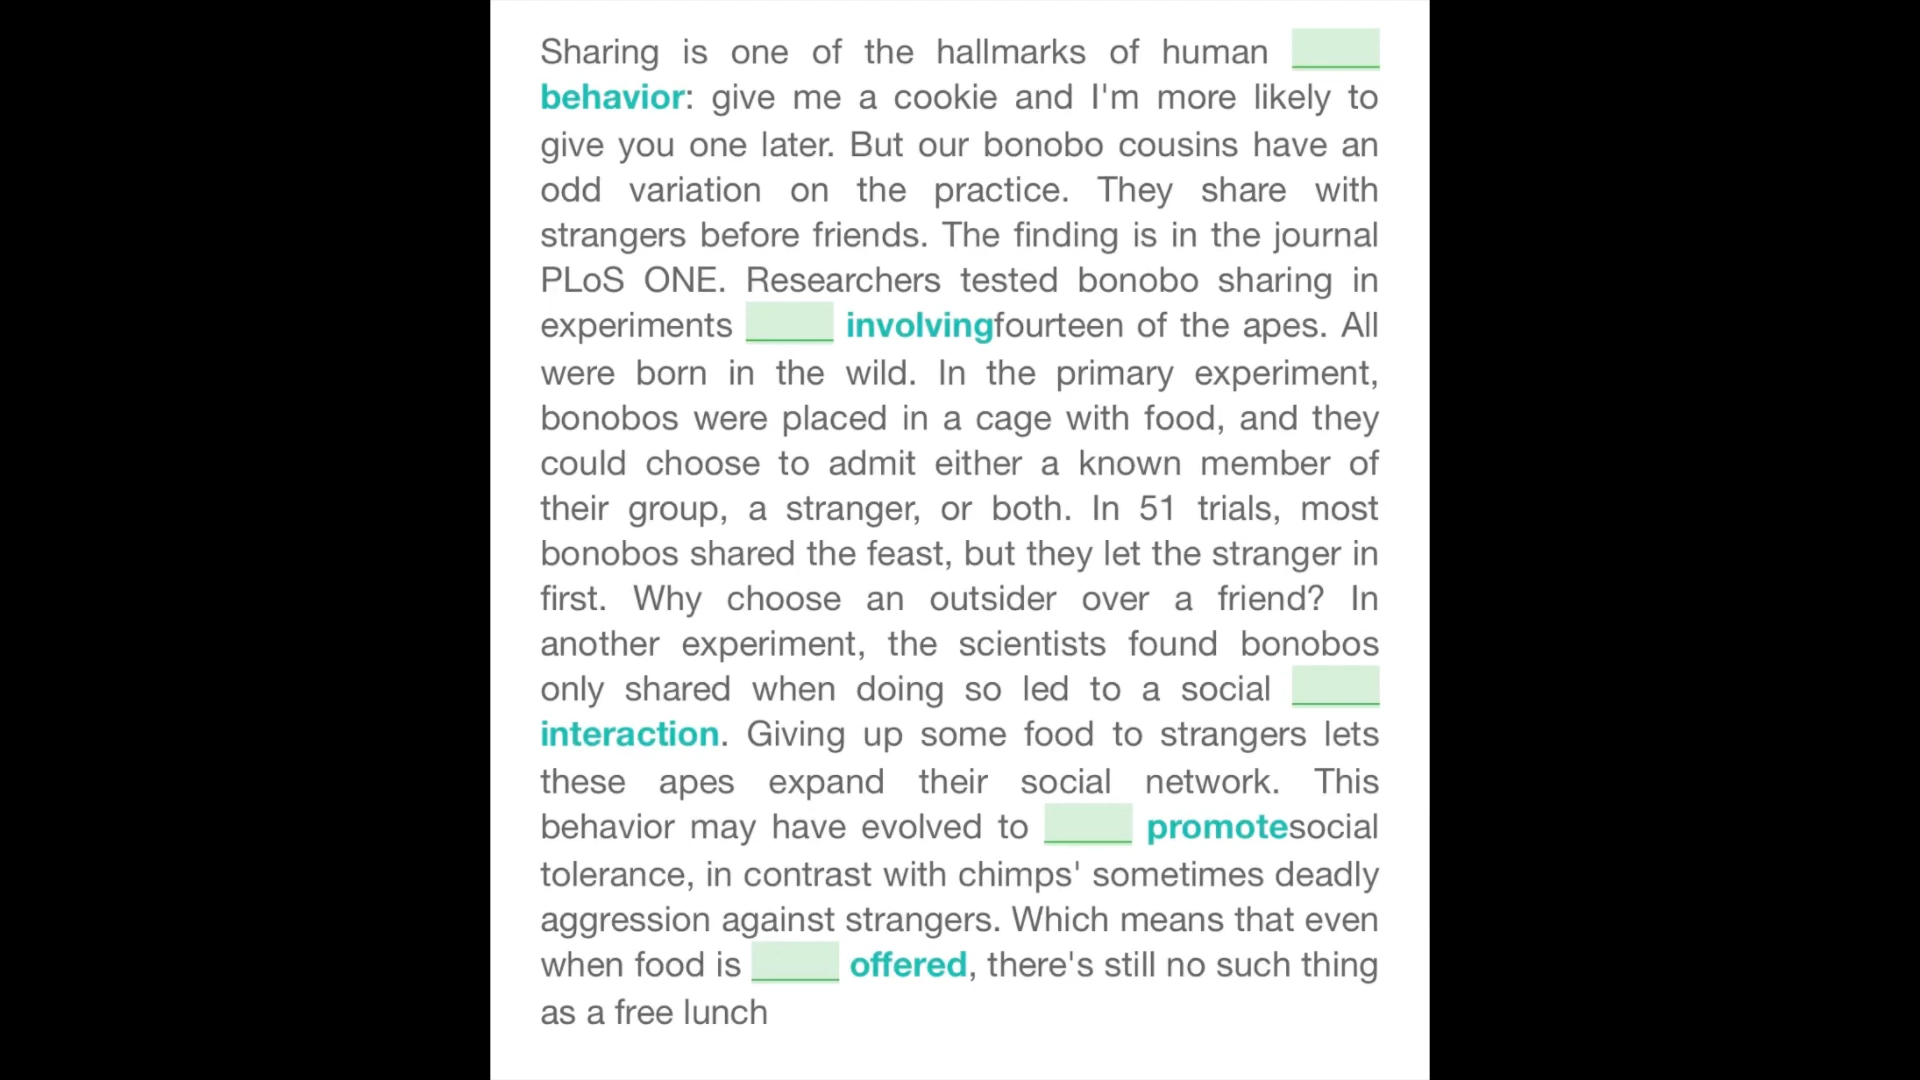 Sharing is one of the hallmarks of human
behavior: give me a cookie and I'm more likely to
give you one later. But our bonobo cousins have an
odd variation on the practice. They share with
strangers before friends. The finding is in the journal
PLoS ONE. Researchers tested bonobo sharing in
experiments involvingfourteen of the apes. All
were born in the wild. In the primary experiment,
bonobos were placed in a cage with food, and they
could choose to admit either a known member of
their group, a stranger, or both. In 51 trials, most
bonobos shared the feast, but they let the stranger in
first. Why choose an outsider over a friend? In
another experiment, the scientists found bonobos
only shared when doing so led to a social
interaction. Giving up some food to strangers lets
these apes expand their social network. This
behavior may have evolved to promotesocial
tolerance, in contrast with chimps' sometimes deadly
aggression against strangers. Which means that even
when food is offered, there's still no such thing
as a free lunch